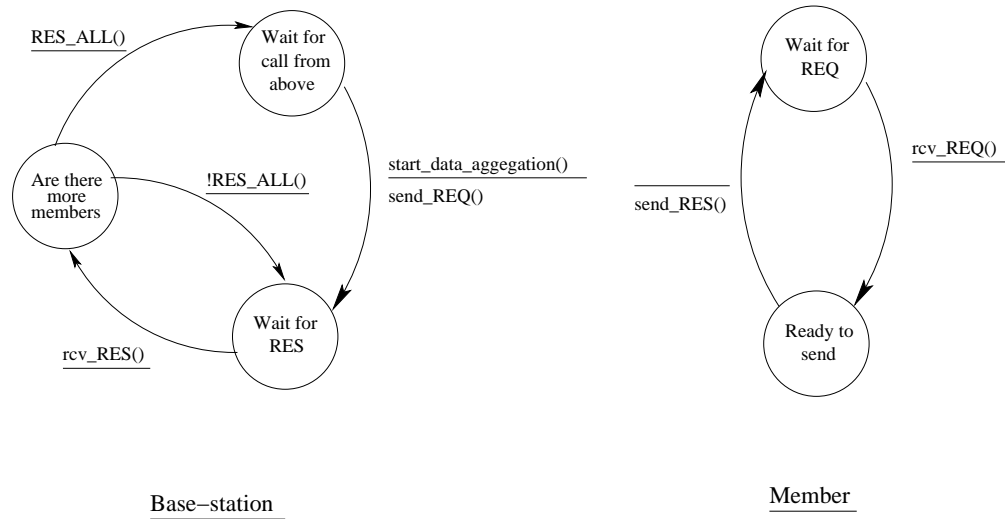 RES_ALL()
Wait for
call from
above
Are there
more
members
!RES_ALL()
start_data_aggegation()
send_REQ()
rcv_RES()
Wait for
RES
Base−station
Wait for
REQ
rcv_REQ()
send_RES()
Ready to
send
Member